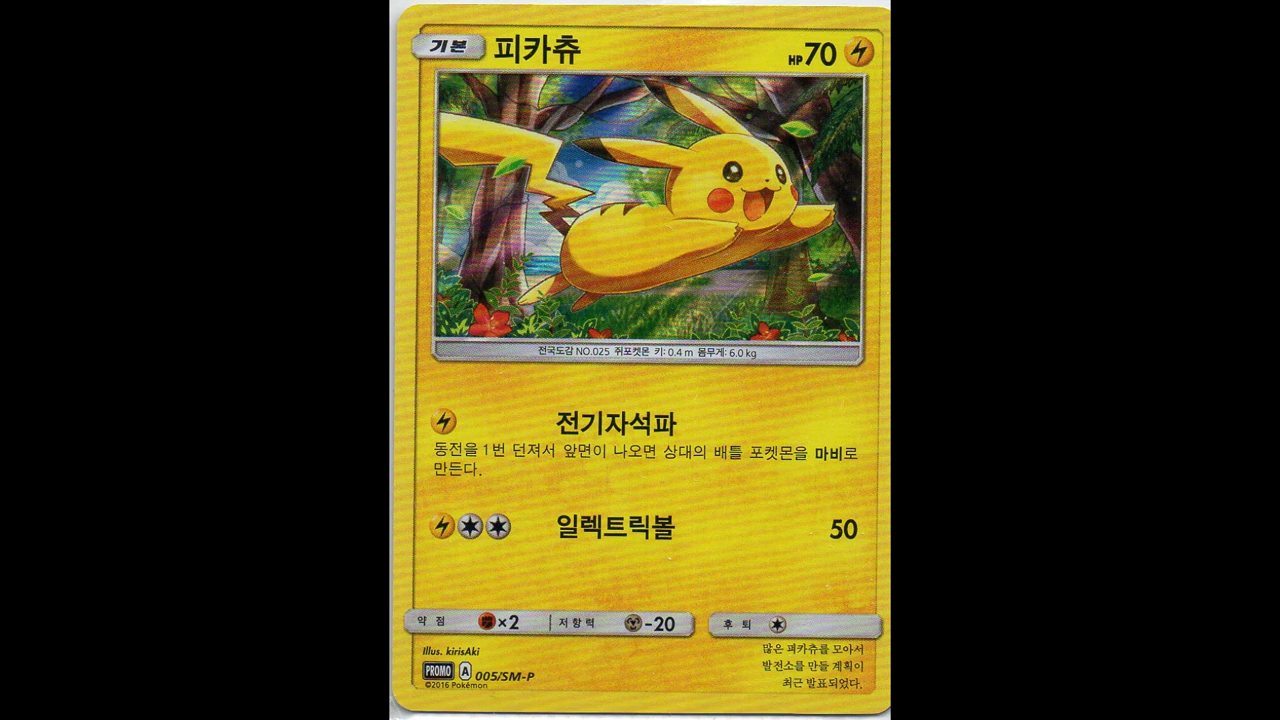 기본 피카츄 HP70
전국도감 NO.025 쥐포켓몬 키: 0.4 m 몸무게: 6.0 kg
전기자석파
동전을 1번 던져서 앞면이 나오면 상대의 배틀 포켓몬을 마비로
만든다.
일렉트릭볼 50
약점 ×2 저항력 -20 후퇴
Illus. kirisAki
PROMO A 005/SM-P
©2016 Pokémon
많은 피카츄를 모아서
발전소를 만들 계획이
최근 발표되었다.